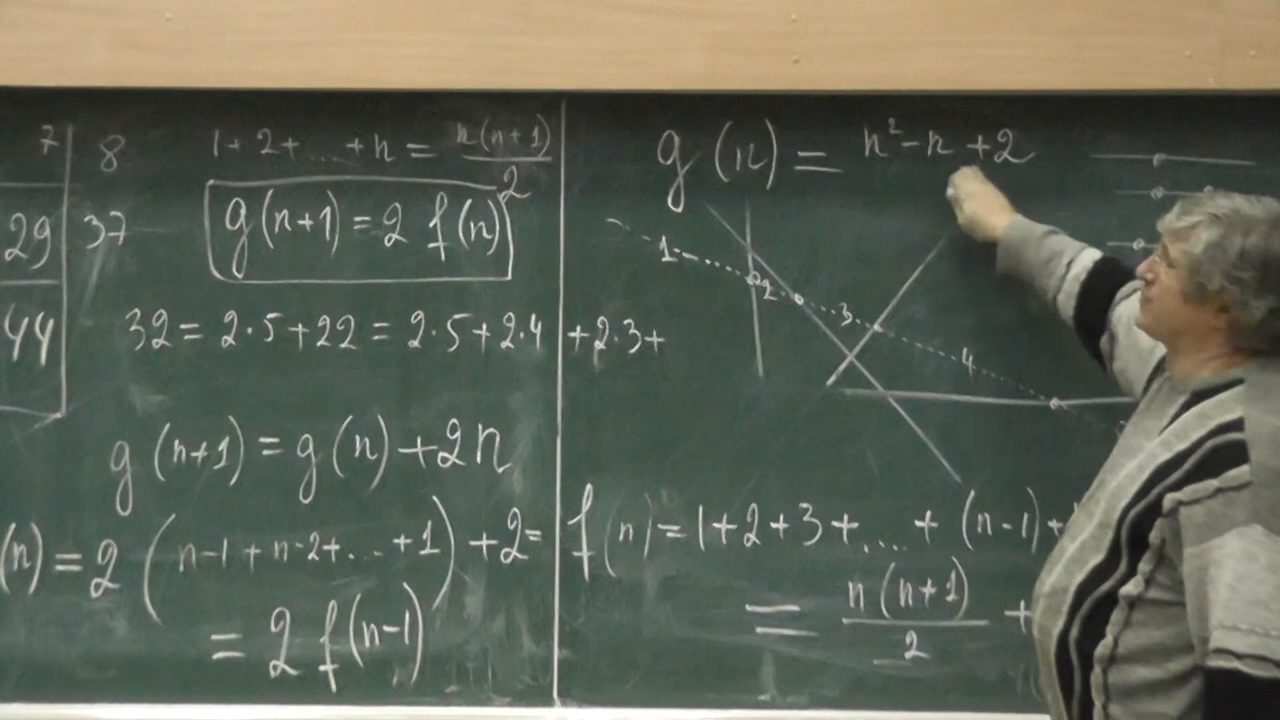 7 8
29 37
44
1+2+...+n = n(n+1)/2
g(n+1) = 2 f(n)
32 = 2·5+22 = 2·5+2·4 +2·3+
g(n+1) = g(n)+2n
(n) = 2(n-1+n-2+...+1)+2=
= 2 f(n-1)
g(n) = n²-n+2
1 2 3 4
f(n)=1+2+3+...+(n-1)+
= n(n+1)/2 +